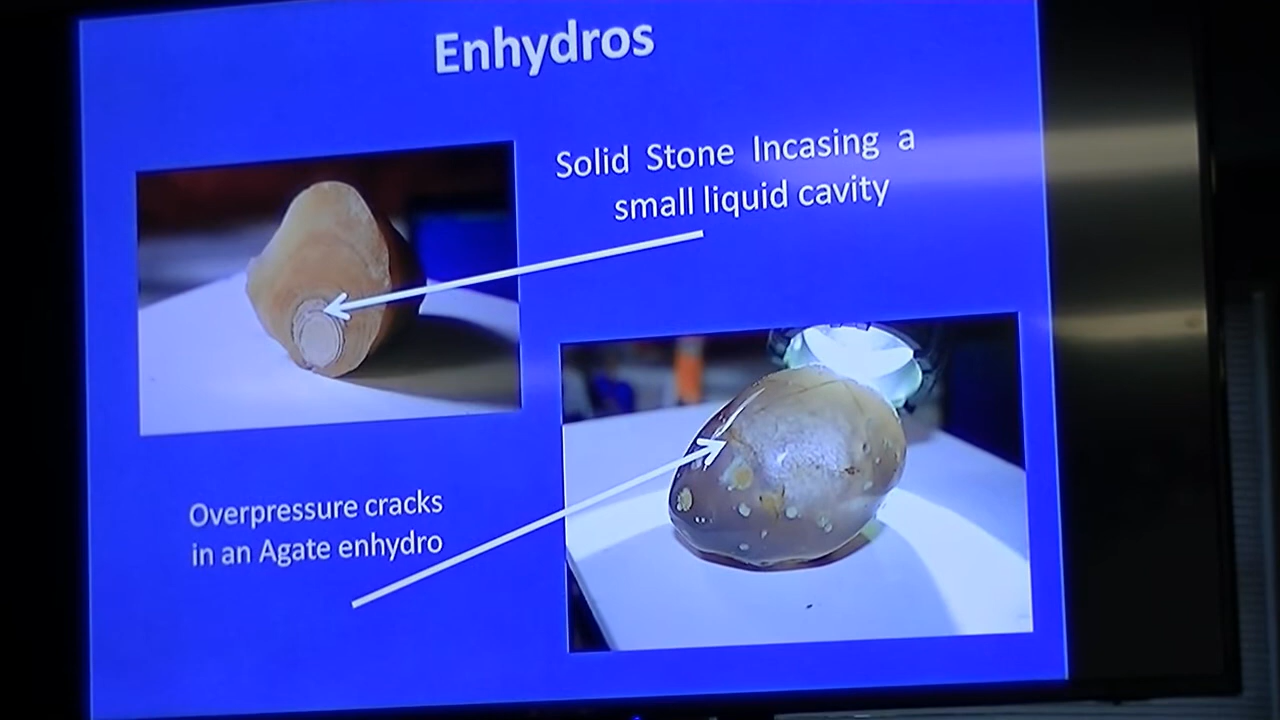 Enhydros
Solid Stone Incasing a
small liquid cavity
Overpressure cracks
in an Agate enhydro